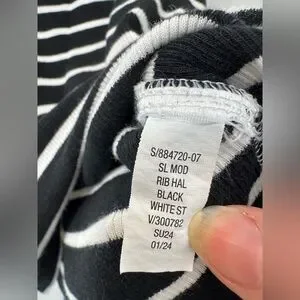 S/884720-07
SL MOD
RIB HAL
BLACK
WHITE ST
V/300782
SU24
01/24